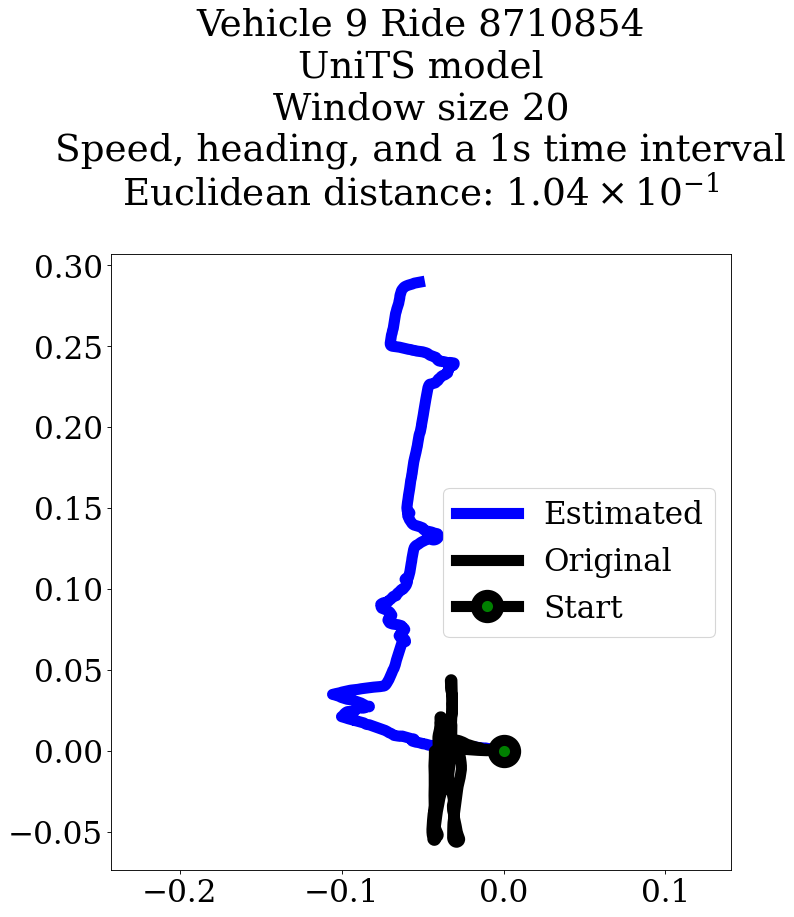 Vehicle 9 Ride 8710854
UniTS model
Window size 20
Speed, heading, and a 1s time interval
Euclidean distance: 1.04 × 10⁻¹
0.30
0.25
0.20
0.15
0.10
0.05
0.00
−0.05
Estimated
Original
Start
−0.2
−0.1
0.0
0.1